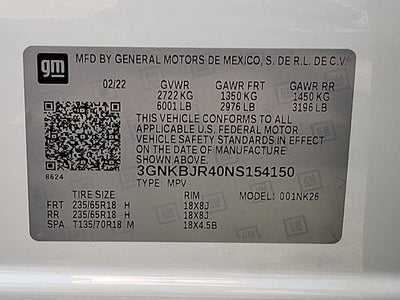 gm MFD BY GENERAL MOTORS DE MEXICO, S. DE R.L. DE C.V
02/22 GVWR GAWR FRT GAWR RR
2722 KG 1350 KG 1450 KG
6001 LB 2976 LB 3196 LB
THIS VEHICLE CONFORMS TO ALL
APPLICABLE U.S. FEDERAL MOTOR
VEHICLE SAFETY STANDARDS IN EFFECT
ON THE DATE OF MANUFACTURE
SHOWN ABOVE.
3GNKBJR40NS154150
8624 TYPE: MPV
TIRE SIZE RIM MODEL: 001NK26
FRT 235/65R18 H 18X8J
RR 235/65R18 H 18X8J
SPA T135/70R18 M 18X4.5B